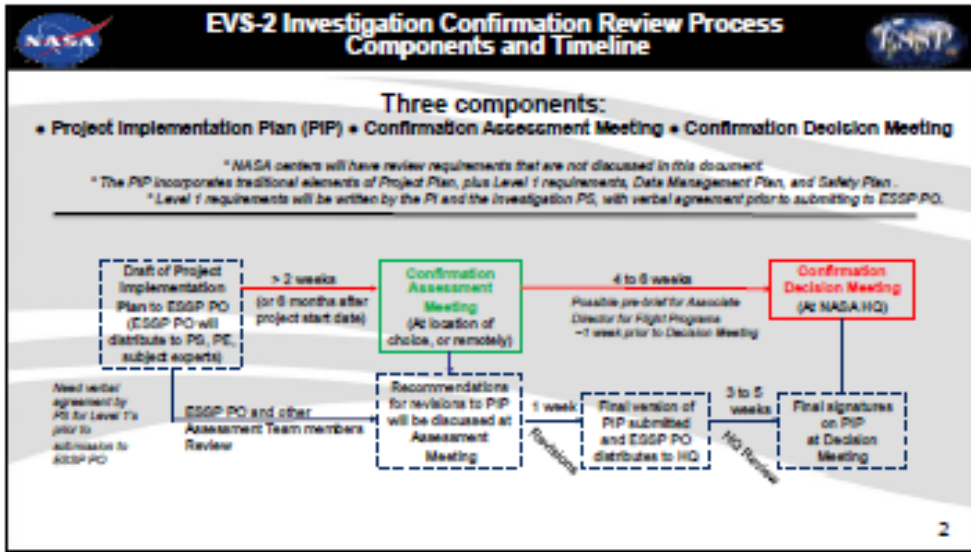 NASA
EVS-2 Investigation Confirmation Review Process
Components and Timeline
ESSP
Three components:
• Project Implementation Plan (PIP) • Confirmation Assessment Meeting • Confirmation Decision Meeting
* NASA centers will have review requirements that are not discussed in this document.
* The PIP incorporates traditional elements of Project Plan, plus Level 1 requirements, Data Management Plan, and Safety Plan .
* Level 1 requirements will be written by the PI and the Investigation PS, with verbal agreement prior to submitting to ESSP PO.
Draft of Project
Implementation
Plan to ESSP PO
(ESSP PO will
distribute to PS, PE,
subject experts)
> 2 weeks
(or 6 months after
project start date)
Confirmation
Assessment
Meeting
(At location of
choice, or remotely)
4 to 6 weeks
Possible pre-brief for Associate
Director for Flight Programs
~1 week prior to Decision Meeting
Confirmation
Decision Meeting
(At NASA HQ)
Need verbal
agreement by
PS for Level 1's
prior to
submission to
ESSP PO
ESSP PO and other
Assessment Team members
Review
Recommendations
for revisions to PIP
will be discussed at
Assessment
Meeting
1 week
Revisions
Final version of
PIP submitted
and ESSP PO
distributes to HQ
3 to 5
weeks
HQ Review
Final signatures
on PIP
at Decision
Meeting
2